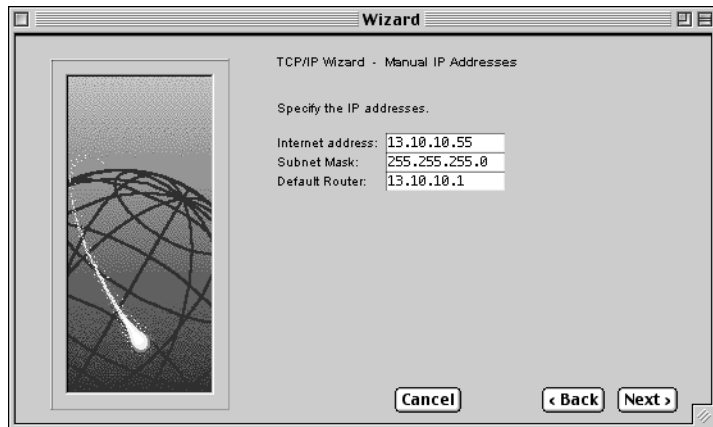 Wizard
TCP/IP Wizard - Manual IP Addresses
Specify the IP addresses.
Internet address: 13.10.10.55
Subnet Mask: 255.255.255.0
Default Router: 13.10.10.1
Cancel ‹ Back Next ›